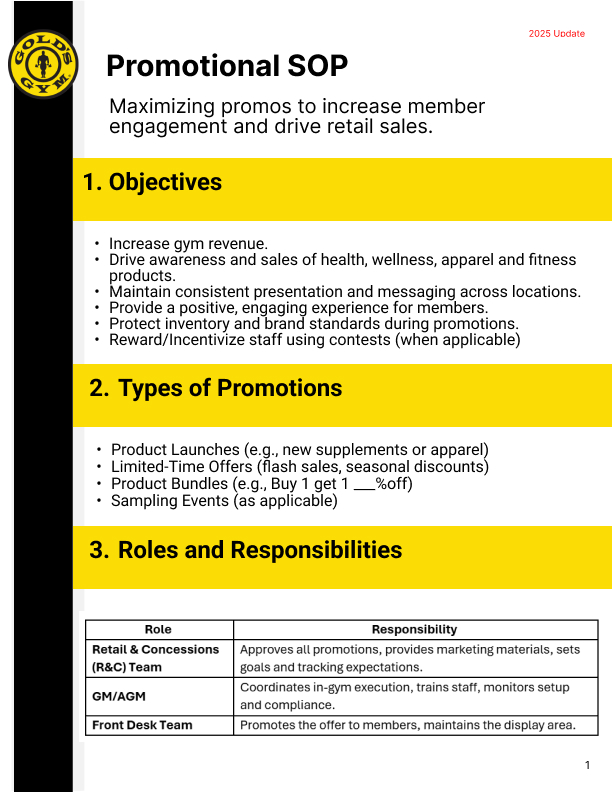 2025 Update
GOLD'S
GYM
Promotional SOP
Maximizing promos to increase member
engagement and drive retail sales.
1. Objectives
• Increase gym revenue.
• Drive awareness and sales of health, wellness, apparel and fitness
products.
• Maintain consistent presentation and messaging across locations.
• Provide a positive, engaging experience for members.
• Protect inventory and brand standards during promotions.
• Reward/Incentivize staff using contests (when applicable)
2. Types of Promotions
• Product Launches (e.g., new supplements or apparel)
• Limited-Time Offers (flash sales, seasonal discounts)
• Product Bundles (e.g., Buy 1 get 1 ___%off)
• Sampling Events (as applicable)
3. Roles and Responsibilities
Role Responsibility
Retail & Concessions Approves all promotions, provides marketing materials, sets
(R&C) Team goals and tracking expectations.
GM/AGM Coordinates in-gym execution, trains staff, monitors setup
and compliance.
Front Desk Team Promotes the offer to members, maintains the display area.
1